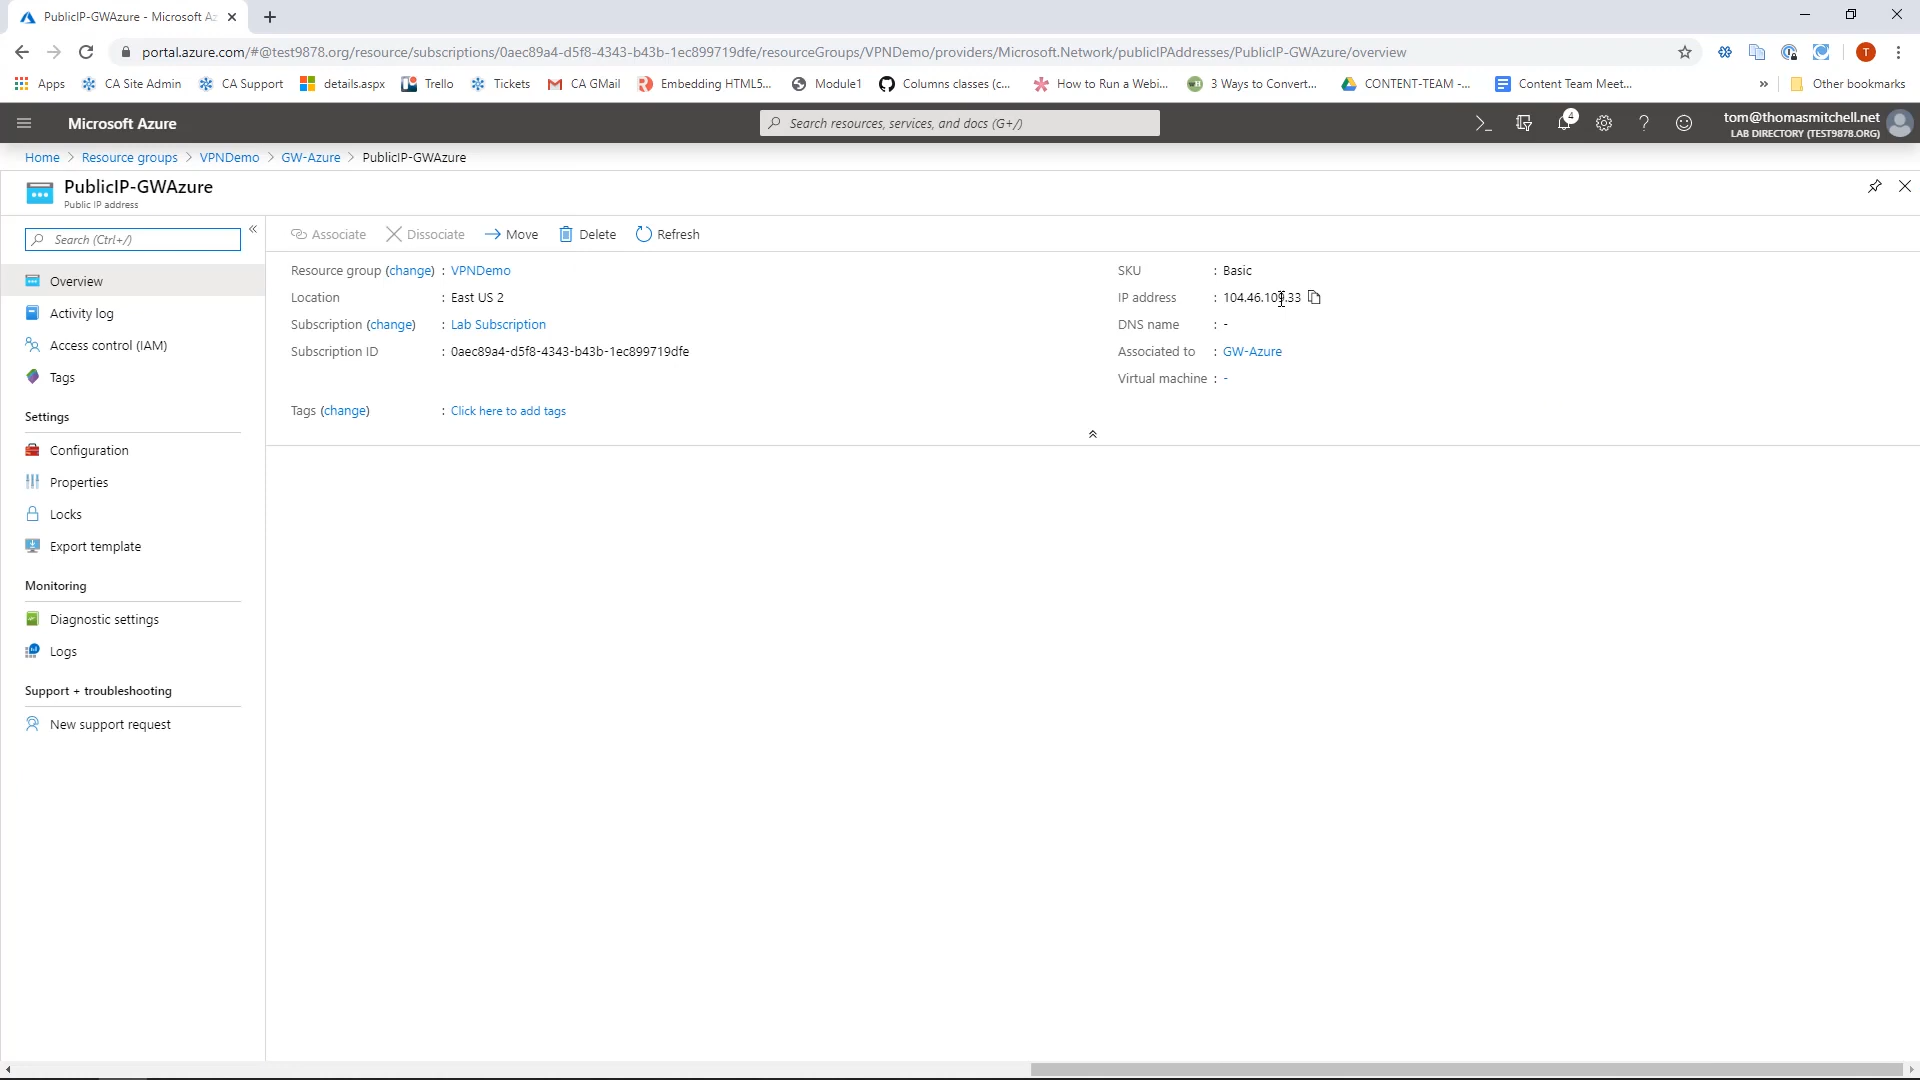 PublicIP-GWAzure - Microsoft Az
portal.azure.com/#@test9878.org/resource/subscriptions/0aec89a4-d5f8-4343-b43b-1ec899719dfe/resourceGroups/VPNDemo/providers/Microsoft.Network/publicIPAddresses/PublicIP-GWAzure/overview
T
Apps CA Site Admin CA Support details.aspx Trello Tickets CA GMail Embedding HTML5... Module1 Columns classes (c... How to Run a Webi... 3 Ways to Convert... CONTENT-TEAM -... Content Team Meet... » Other bookmarks
Microsoft Azure
Search resources, services, and docs (G+/)
4
tom@thomasmitchell.net
LAB DIRECTORY (TEST9878.ORG)
Home > Resource groups > VPNDemo > GW-Azure > PublicIP-GWAzure
PublicIP-GWAzure
Public IP address
Search (Ctrl+/)
«
Overview
Activity log
Access control (IAM)
Tags
Settings
Configuration
Properties
Locks
Export template
Monitoring
Diagnostic settings
Logs
Support + troubleshooting
New support request
Associate Dissociate Move Delete Refresh
Resource group (change) : VPNDemo
Location : East US 2
Subscription (change) : Lab Subscription
Subscription ID : 0aec89a4-d5f8-4343-b43b-1ec899719dfe
Tags (change) : Click here to add tags
SKU : Basic
IP address : 104.46.109.33
DNS name : -
Associated to : GW-Azure
Virtual machine : -